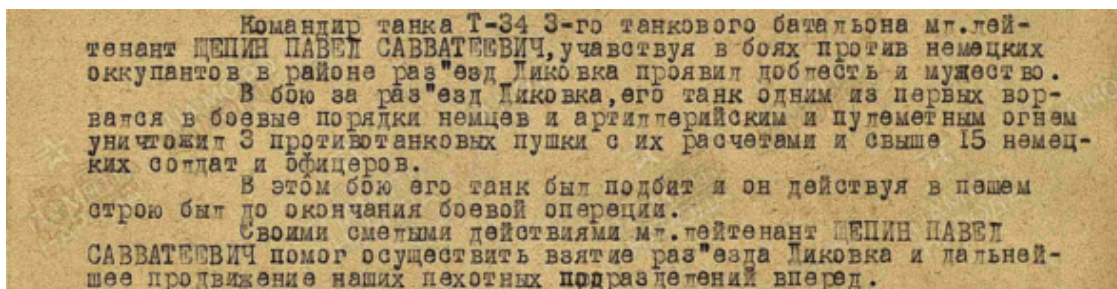 Командир танка Т-34 3-го танкового батальона мл.лей-
тенант ЩЕПИН ПАВЕЛ САВВАТЕЕВИЧ,учавствуя в боях против немецких
оккупантов в районе раз"езд Диковка проявил доблесть и мужество.
В бою за раз"езд Диковка,его танк одним из первых вор-
вался в боевые порядки немцев и артиллерийским и пулеметным огнем
уничтожил 3 противотанковых пушки с их расчетами и свыше 15 немец-
ких солдат и офицеров.
В этом бою его танк был подбит и он действуя в пешем
строю был до окончания боевой опереции.
Своими смелыми действиями мл.лейтенант ЩЕПИН ПАВЕЛ
САВВАТЕЕВИЧ помог осуществить взятие раз"езда Диковка и дальней-
шее продвижение наших пехотных подразделений вперед.